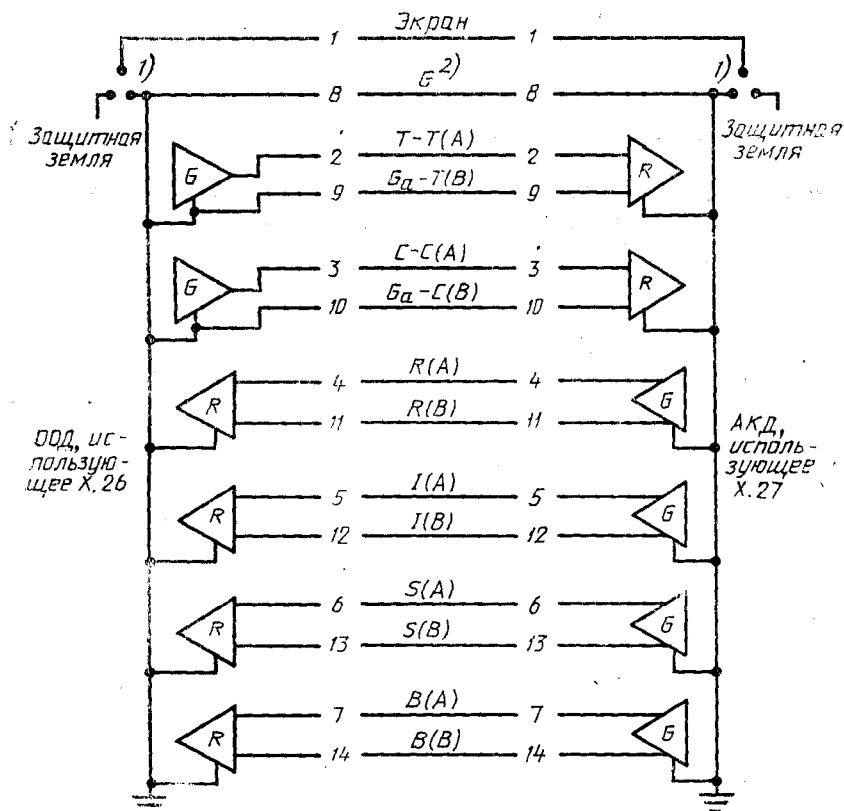 1 Экран 1
1) 1)
8 G 2) 8
Защитная земля
Защитная земля
G 2 T-T(A) 2 R
9 Ga-T(B) 9
G 3 C-C(A) 3 R
10 Ga-C(B) 10
R 4 R(A) 4 G
11 R(B) 11
ООД, ис-
пользую-
щее X.26
АКД,
исполь-
зующее
X.27
R 5 I(A) 5 G
12 I(B) 12
R 6 S(A) 6 G
13 S(B) 13
R 7 B(A) 7 G
14 B(B) 14